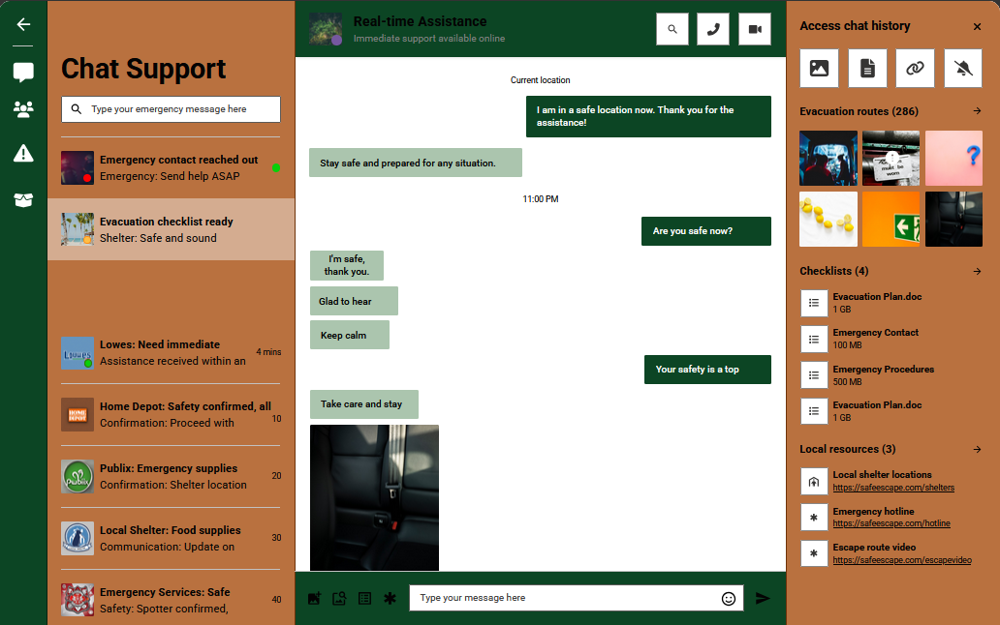 Chat Support
Type your emergency message here
Emergency contact reached out
Emergency: Send help ASAP
Evacuation checklist ready
Shelter: Safe and sound
Lowes: Need immediate
Assistance received within an
4 mins
Home Depot: Safety confirmed, all
Confirmation: Proceed with
10
Publix: Emergency supplies
Confirmation: Shelter location
20
Local Shelter: Food supplies
Communication: Update on
30
Emergency Services: Safe
Safety: Spotter confirmed,
40
Lowes
HOME
DEPOT
Publix
Real-time Assistance
Immediate support available online
Current location
I am in a safe location now. Thank you for the
assistance!
Stay safe and prepared for any situation.
11:00 PM
Are you safe now?
I'm safe,
thank you.
Glad to hear
Keep calm
Your safety is a top
Take care and stay
Type your message here
Access chat history
Evacuation routes (286)
must be
worn
Checklists (4)
Evacuation Plan.doc
1 GB
Emergency Contact
100 MB
Emergency Procedures
500 MB
Evacuation Plan.doc
1 GB
Local resources (3)
Local shelter locations
https://safeescape.com/shelters
Emergency hotline
https://safeescape.com/hotline
Escape route video
https://safeescape.com/escapevideo